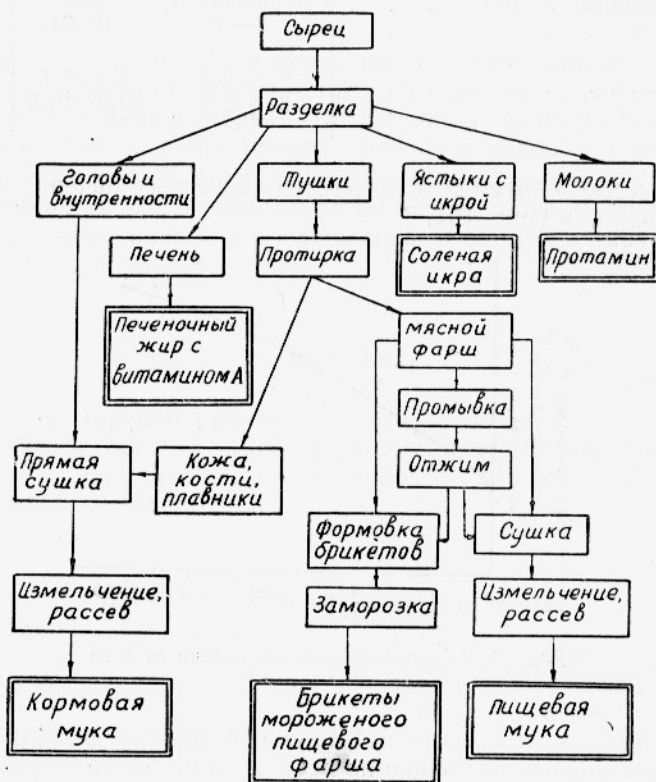 Сырец
Разделка
Головы и
внутренности
Тушки
Ястыки с
икрой
Молоки
Печень
Протирка
Соленая
икра
Протамин
Печеночный
жир с
витамином А
мясной
фарш
Промывка
Прямая
сушка
Кожа,
кости,
плавники
Отжим
Формовка
брикетов
Сушка
Измельчение,
рассев
Заморозка
Измельчение,
рассев
Кормовая
мука
Брикеты
мороженого
пищевого
фарша
Пищевая
мука